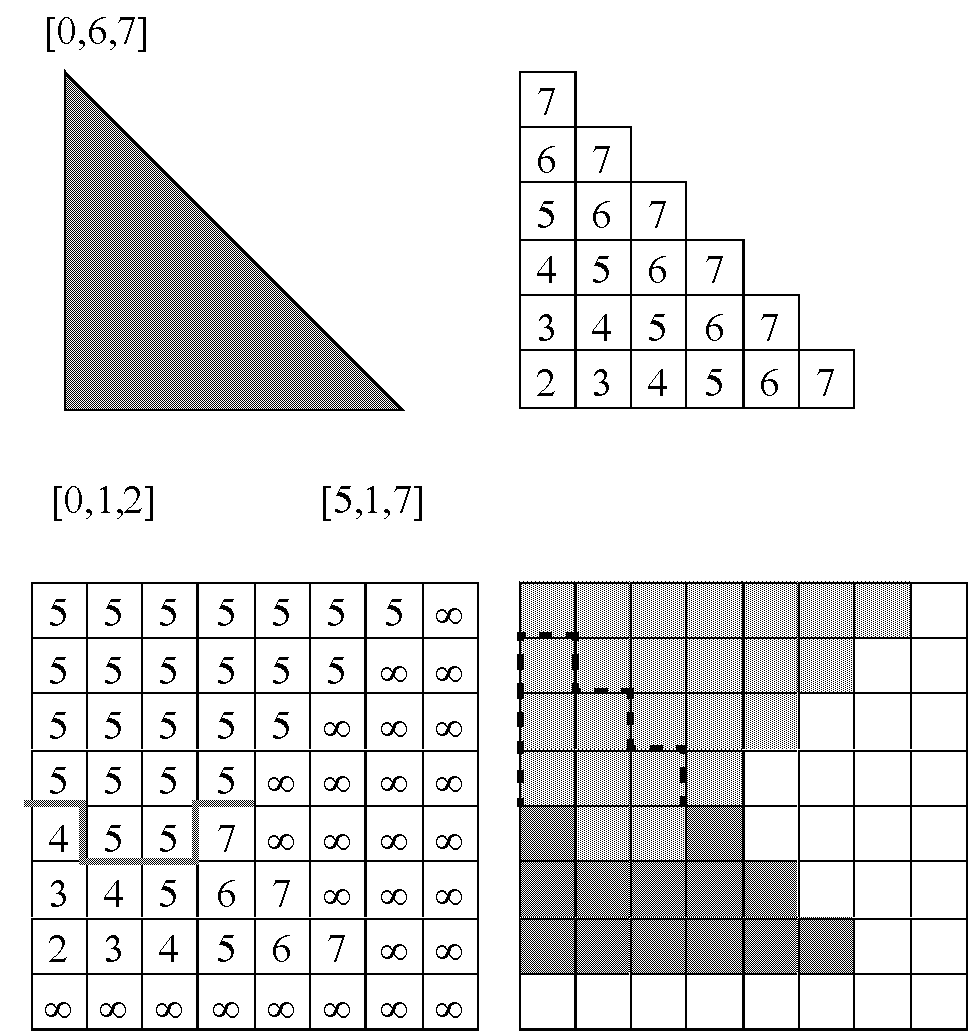 [0,6,7]
7
6 7
5 6 7
4 5 6 7
3 4 5 6 7
2 3 4 5 6 7
[0,1,2] [5,1,7]
5 5 5 5 5 5 5 ∞
5 5 5 5 5 5 ∞ ∞
5 5 5 5 5 ∞ ∞ ∞
5 5 5 5 ∞ ∞ ∞ ∞
4 5 5 7 ∞ ∞ ∞ ∞
3 4 5 6 7 ∞ ∞ ∞
2 3 4 5 6 7 ∞ ∞
∞ ∞ ∞ ∞ ∞ ∞ ∞ ∞